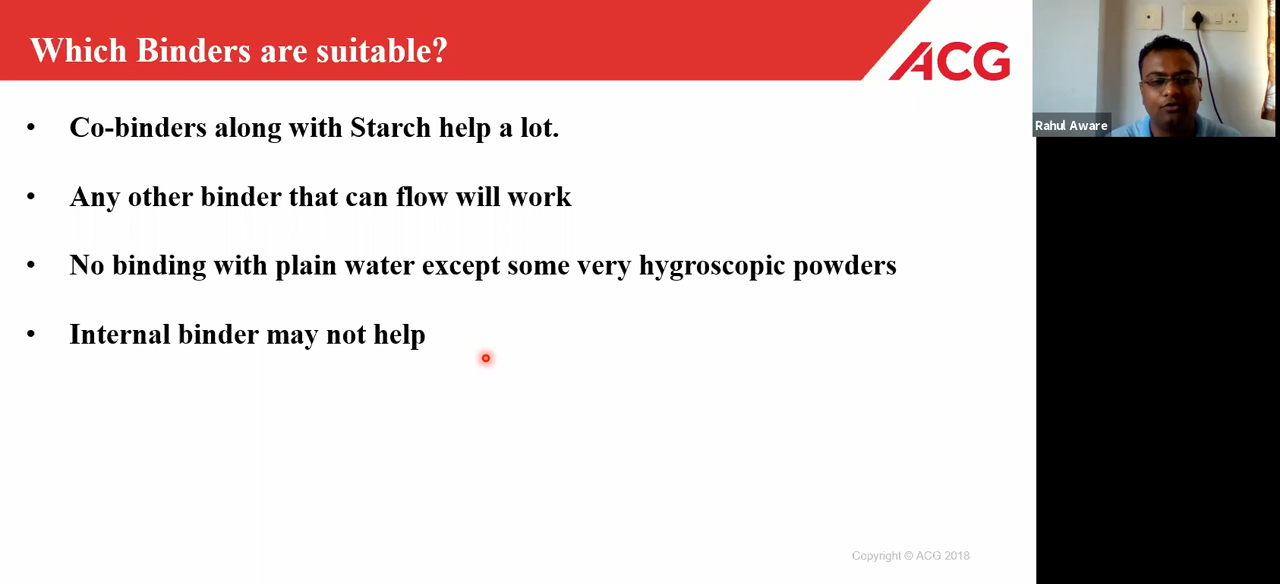 Which Binders are suitable?
ACG
Rahul Aware
• Co-binders along with Starch help a lot.
• Any other binder that can flow will work
• No binding with plain water except some very hygroscopic powders
• Internal binder may not help
Copyright © ACG 2018